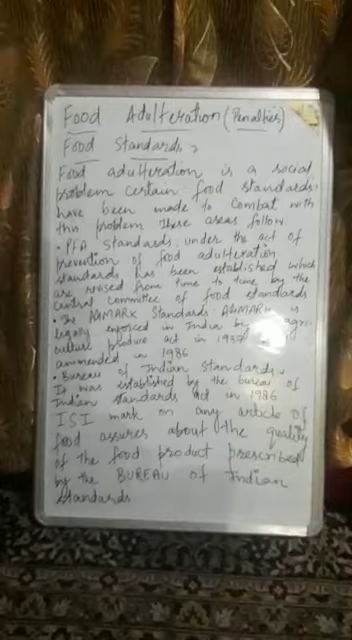 Food Adulteration (Penalties)
Food Standards
Food adulteration is a social
problem certain food standards
have been made to combat with
this problem these areas follow
• PFA Standards under the act of
prevention of food adulteration
standards has been established which
are revised from time to time by the
central committee of food standards
• The AGMARK Standards AGMARK is
legally enforced in India by agri
culture produce act in 1937
ammended in 1986
• Bureau of Indian Standards
It was established by the bureau of
Indian standards act in 1986
ISI mark on any article of
food assures about the quality
of the food product prescribed
by the BUREAU of Indian
standards